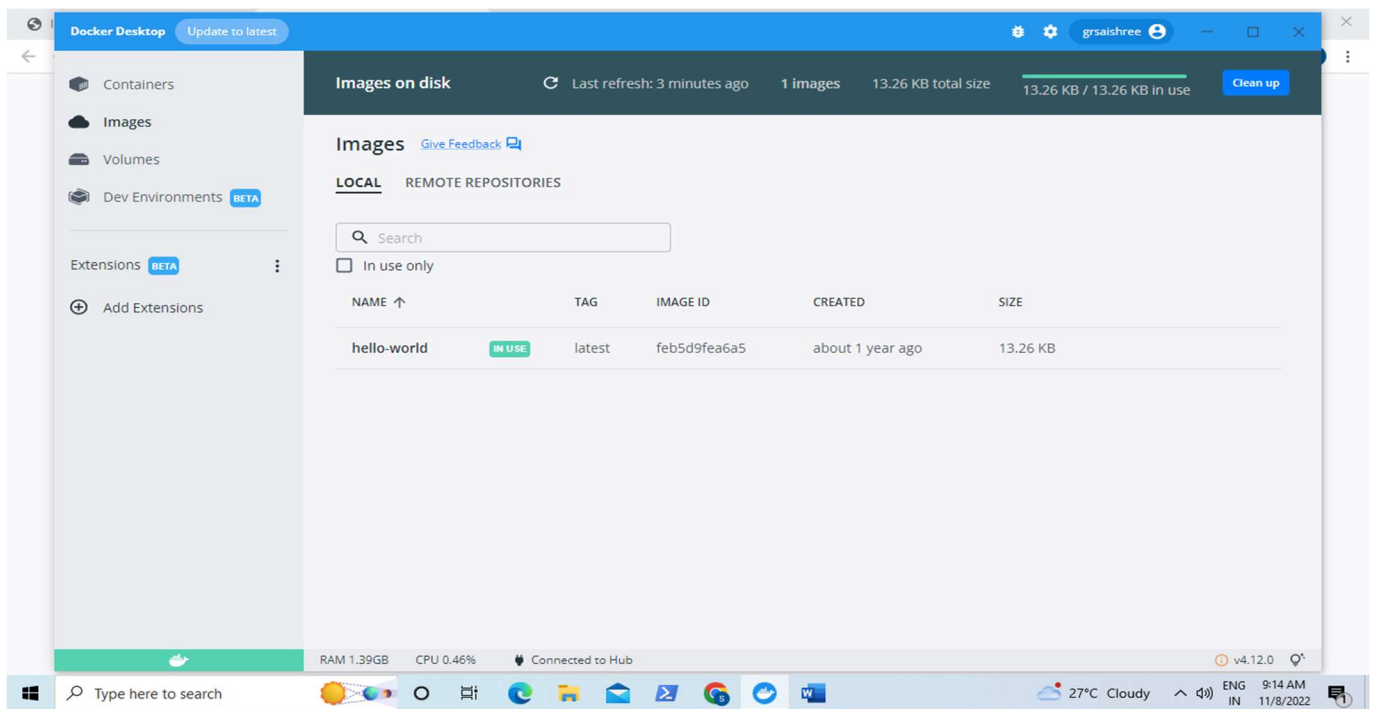 Docker Desktop Update to latest grsaishree
Containers
Images
Volumes
Dev Environments BETA
Extensions BETA
Add Extensions
Images on disk Last refresh: 3 minutes ago 1 images 13.26 KB total size 13.26 KB / 13.26 KB in use Clean up
Images Give Feedback
LOCAL REMOTE REPOSITORIES
Search
In use only
NAME TAG IMAGE ID CREATED SIZE
hello-world IN USE latest feb5d9fea6a5 about 1 year ago 13.26 KB
RAM 1.39GB CPU 0.46% Connected to Hub v4.12.0
Type here to search 27°C Cloudy ENG 9:14 AM
IN 11/8/2022